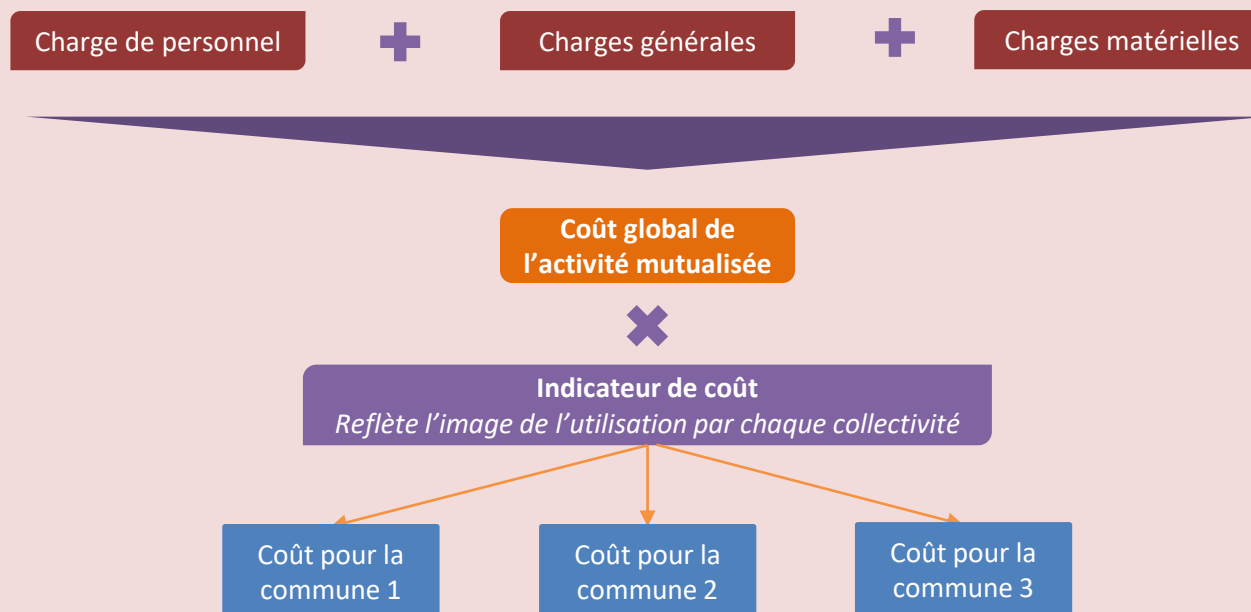 Charge de personnel
Charges générales
Charges matérielles
Coût global de
l’activité mutualisée
Indicateur de coût
Reflète l’image de l’utilisation par chaque collectivité
Coût pour la
commune 1
Coût pour la
commune 2
Coût pour la
commune 3